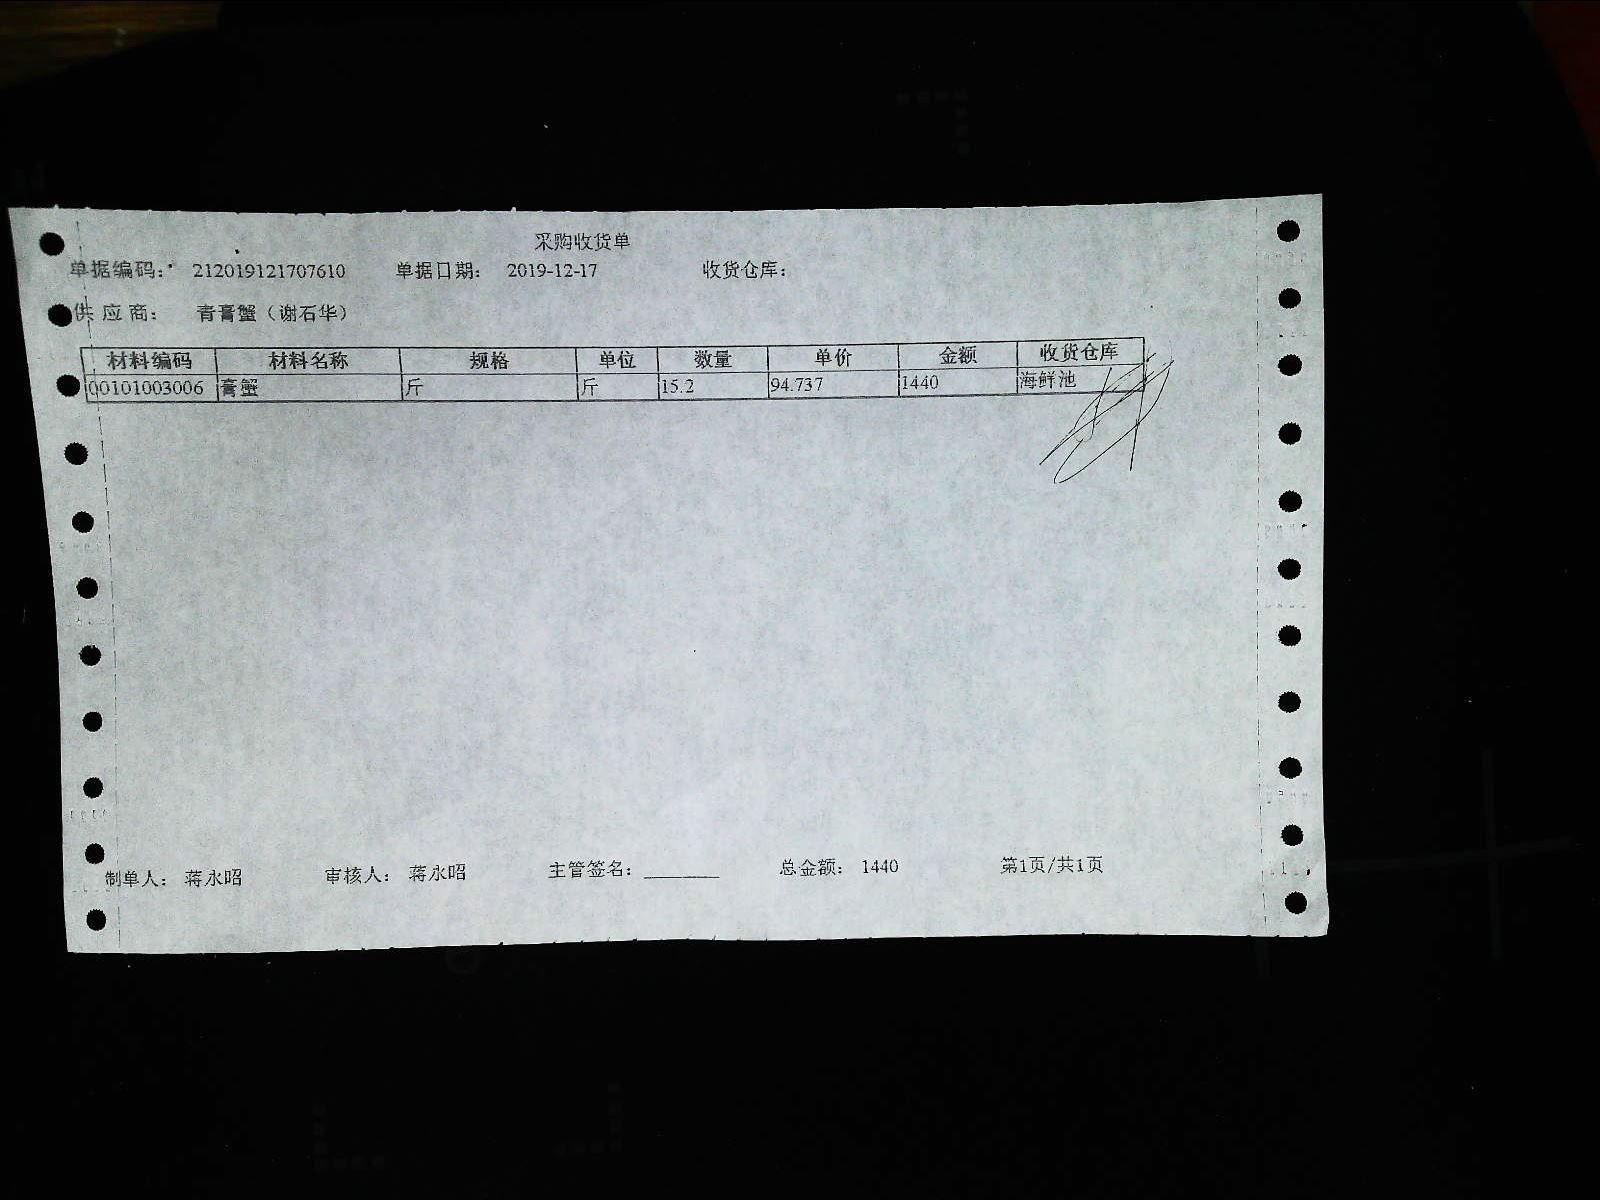 采购收货单
单据编码： 212019121707610 单据日期： 2019-12-17 收货仓库：
供应商： 青膏蟹（谢石华）
材料编码 材料名称 规格 单位 数量 单价 金额 收货仓库
00101003006 膏蟹 斤 斤 15.2 94.737 1440 海鲜池
制单人： 蒋永昭 审核人： 蒋永昭 主管签名：________ 总金额： 1440 第1页/共1页